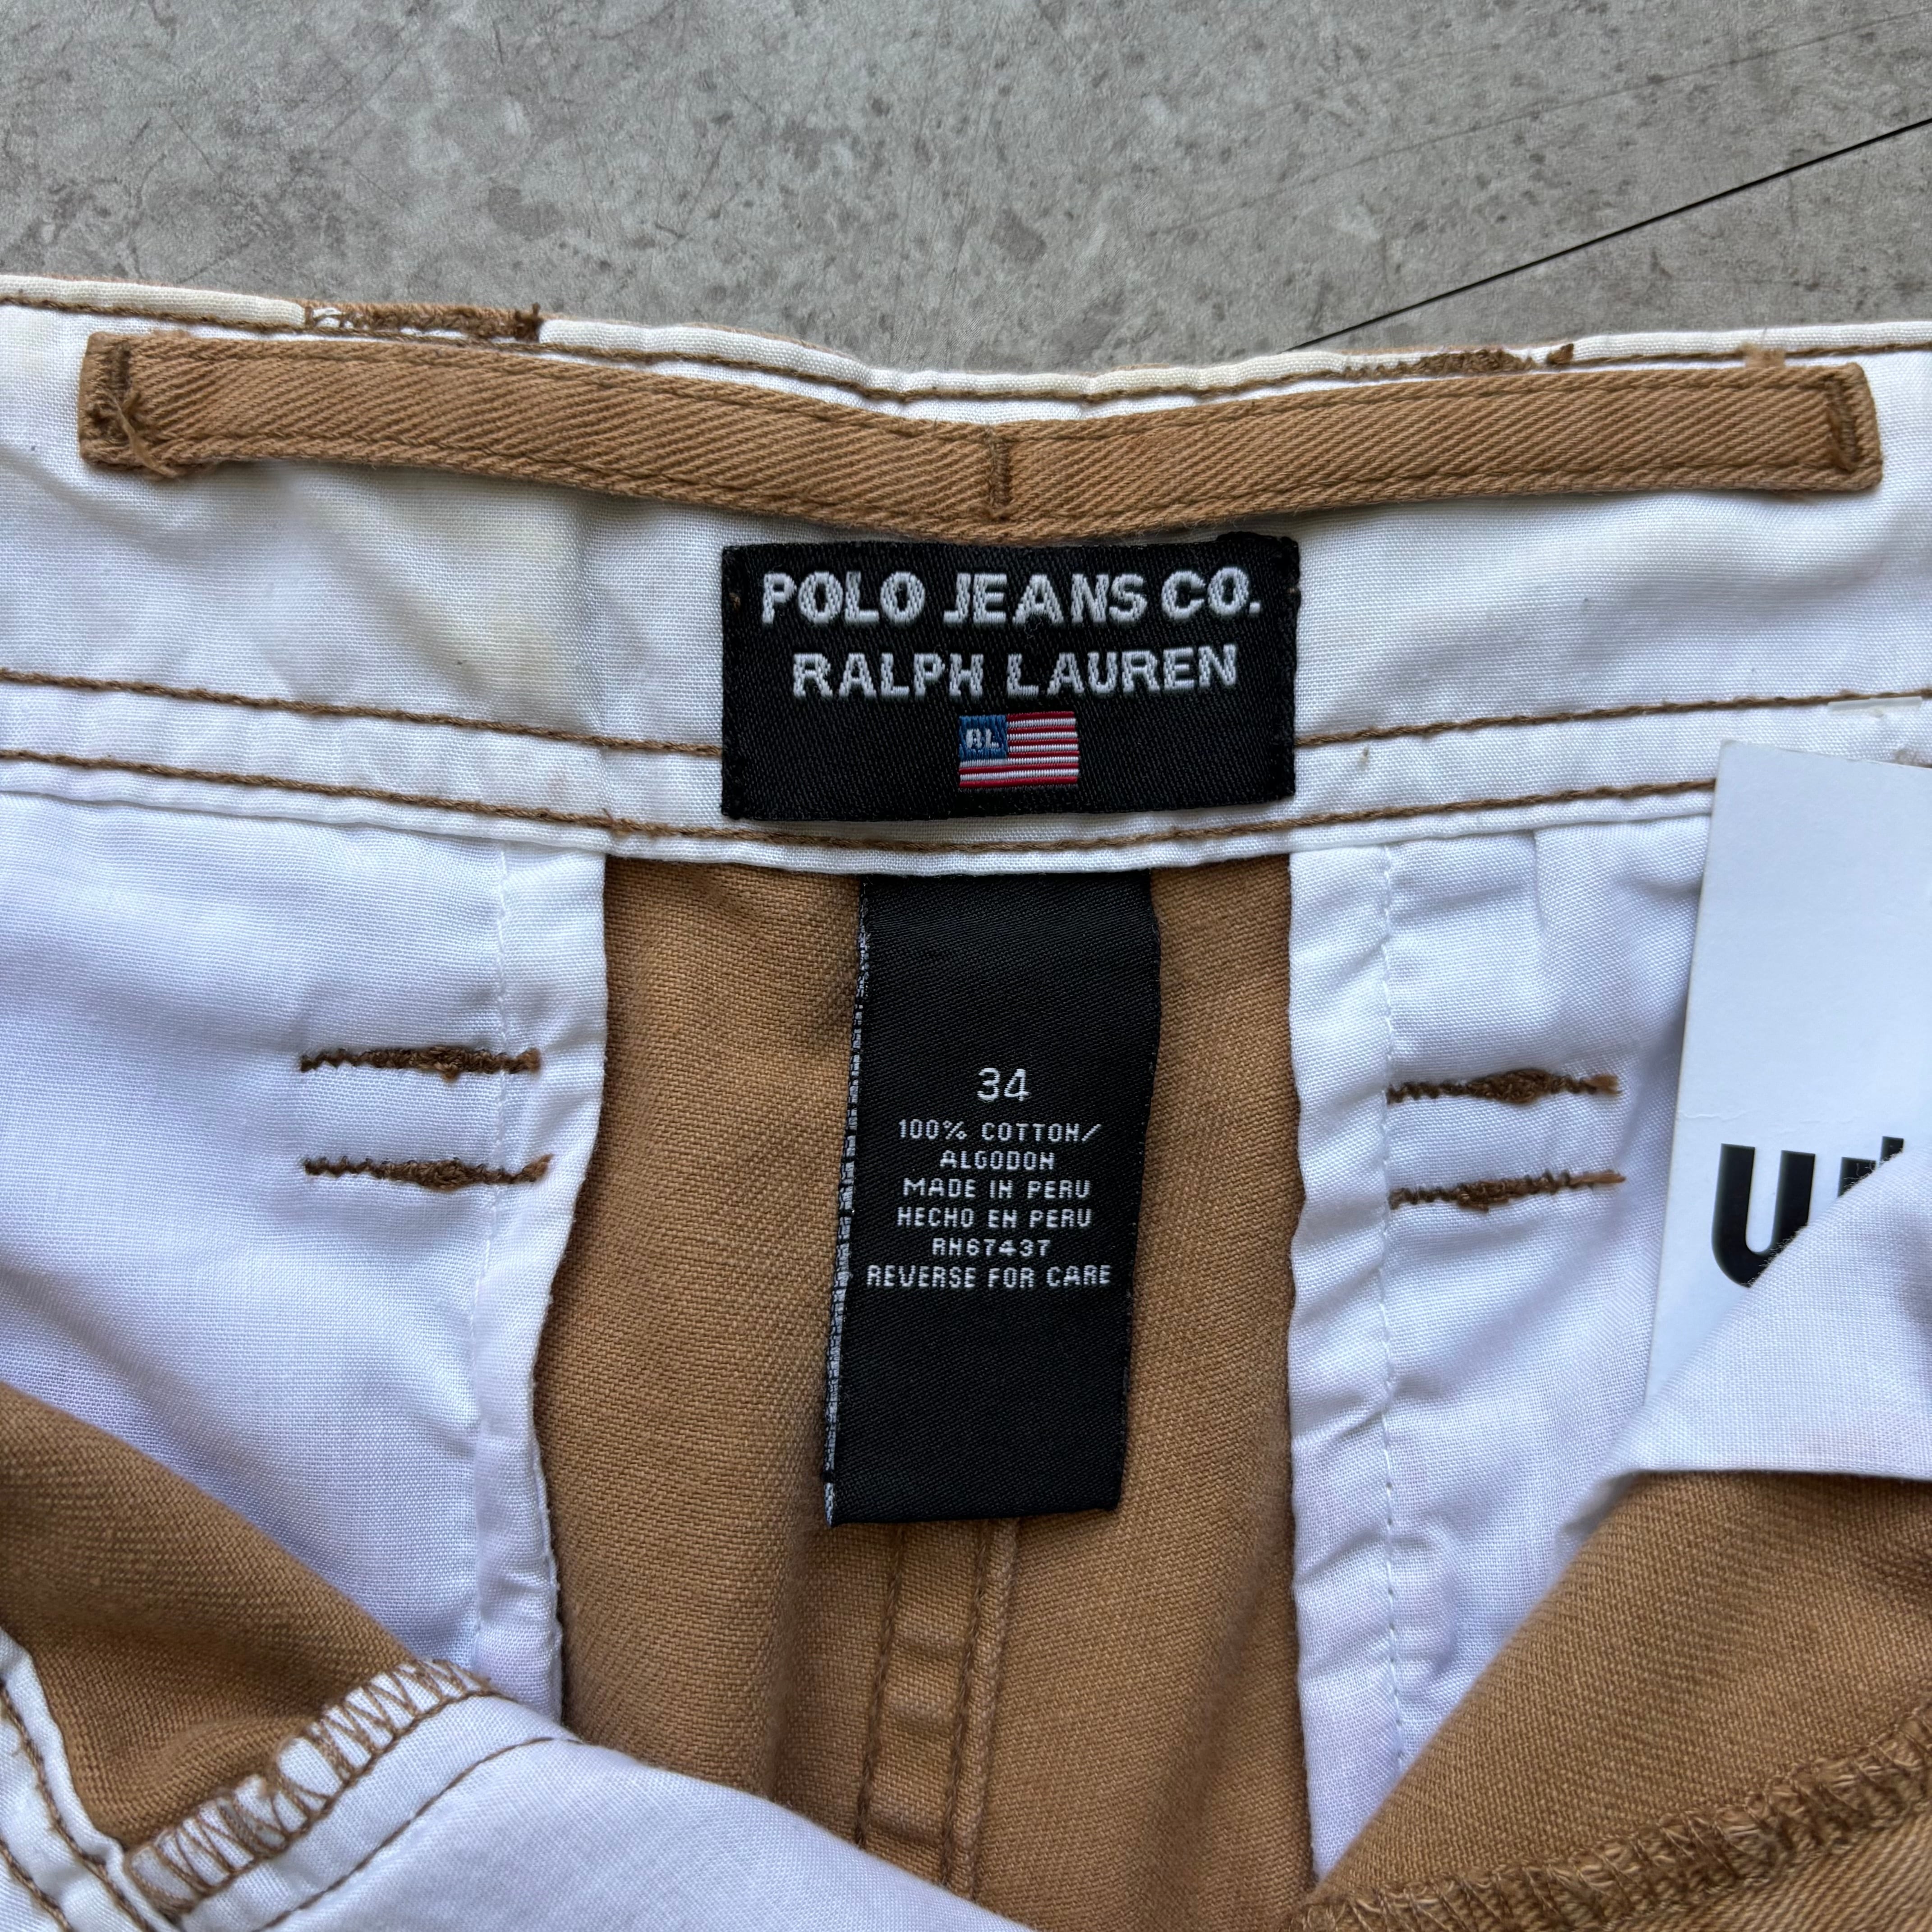 POLO JEANS CO.
RALPH LAUREN
RL
34
100% COTTON/
ALGODON
MADE IN PERU
HECHO EN PERU
RN67437
REVERSE FOR CARE